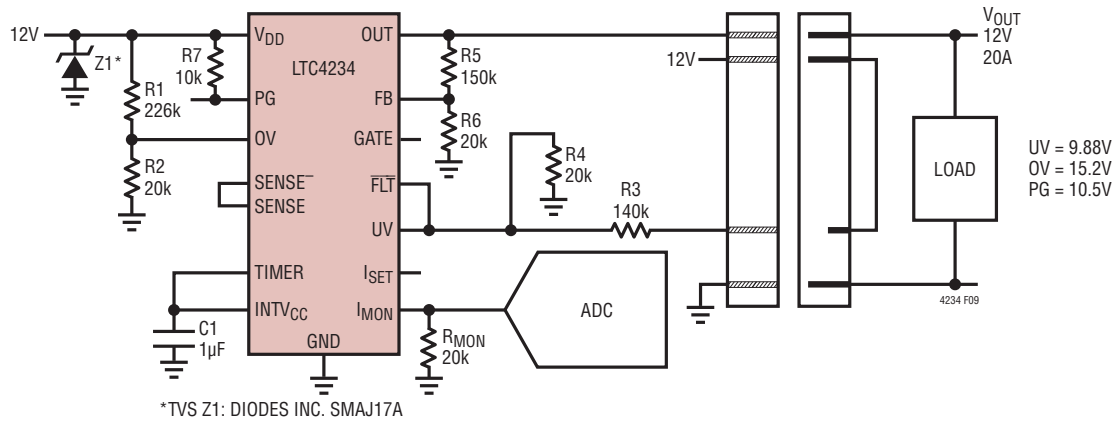 12V
Z1*
R1
226k
R2
20k
R7
10k
VDD
PG
OV
SENSE–
SENSE
TIMER
INTVCC
C1
1µF
LTC4234
GND
OUT
FB
GATE
FLT
UV
ISET
IMON
R5
150k
R6
20k
R4
20k
R3
140k
RMON
20k
ADC
12V
VOUT
12V
20A
LOAD
UV = 9.88V
OV = 15.2V
PG = 10.5V
4234 F09
*TVS Z1: DIODES INC. SMAJ17A